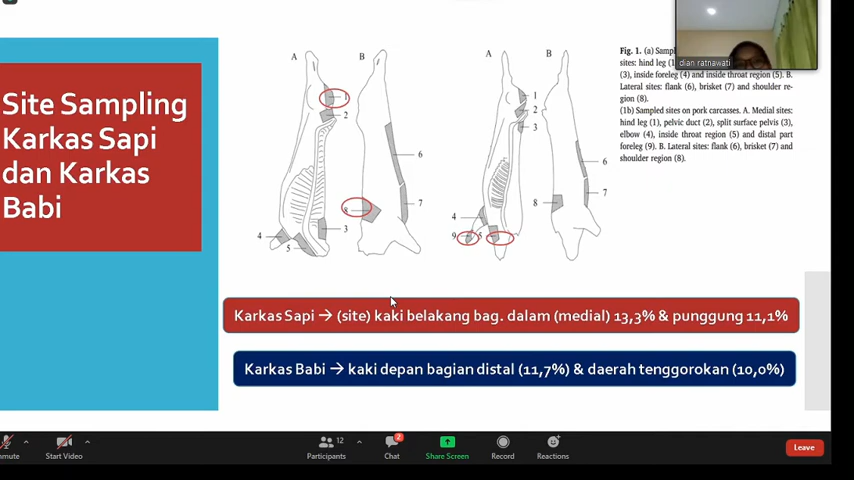 Site Sampling
Karkas Sapi
dan Karkas
Babi
A
B
1
2
6
8
7
3
4
5
A
B
1
2
3
6
8
7
4
9
5
Fig. 1. (a)
sites: hind leg
(3), inside foreleg (4) and inside throat region (5). B.
Lateral sites: flank (6), brisket (7) and shoulder re-
gion (8).
(1b) Sampled sites on pork carcasses. A. Medial sites:
hind leg (1), pelvic duct (2), split surface pelvis (3),
elbow (4), inside throat region (5) and distal part
foreleg (9). B. Lateral sites: flank (6), brisket (7) and
shoulder region (8).
dian ratnawati
Karkas Sapi → (site) kaki belakang bag. dalam (medial) 13,3% & punggung 11,1%
Karkas Babi → kaki depan bagian distal (11,7%) & daerah tenggorokan (10,0%)
Start Video
12
Participants
2
Chat
Share Screen
Record
Reactions
Leave